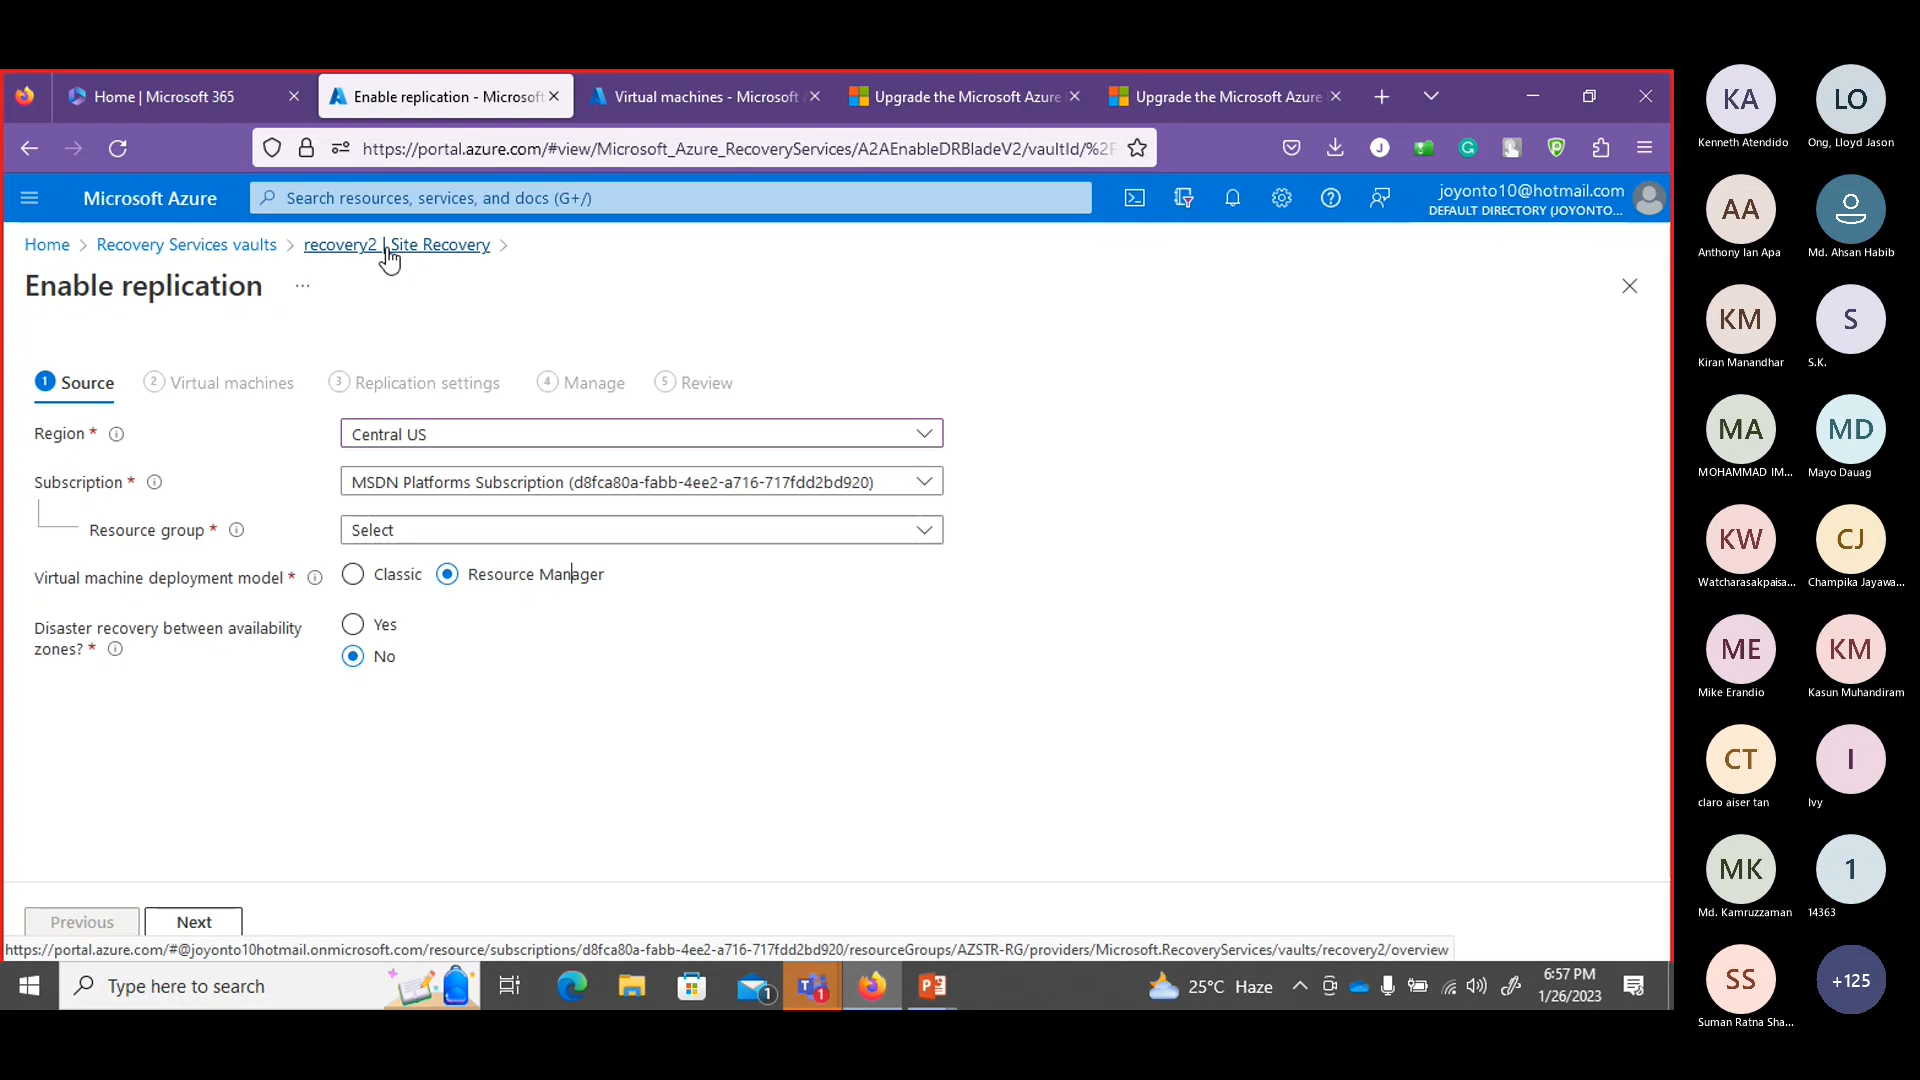 Home | Microsoft 365
Enable replication - Microsoft
Virtual machines - Microsoft
Upgrade the Microsoft Azure
Upgrade the Microsoft Azure
https://portal.azure.com/#view/Microsoft_Azure_RecoveryServices/A2AEnableDRBladeV2/vaultId/%2F
Microsoft Azure
Search resources, services, and docs (G+/)
joyonto10@hotmail.com
DEFAULT DIRECTORY (JOYONTO...
Home > Recovery Services vaults > recovery2 | Site Recovery >
Enable replication ...
1 Source
2 Virtual machines
3 Replication settings
4 Manage
5 Review
Region *
Central US
Subscription *
MSDN Platforms Subscription (d8fca80a-fabb-4ee2-a716-717fdd2bd920)
Resource group *
Select
Virtual machine deployment model *
Classic
Resource Manager
Disaster recovery between availability
zones? *
Yes
No
Previous
Next
https://portal.azure.com/#@joyonto10hotmail.onmicrosoft.com/resource/subscriptions/d8fca80a-fabb-4ee2-a716-717fdd2bd920/resourceGroups/AZSTR-RG/providers/Microsoft.RecoveryServices/vaults/recovery2/overview
Type here to search
1
1
25°C Haze
6:57 PM
1/26/2023
KA
Kenneth Atendido
LO
Ong, Lloyd Jason
AA
Anthony Ian Apa
Md. Ahsan Habib
KM
Kiran Manandhar
S
S.K.
MA
MOHAMMAD IM...
MD
Mayo Dauag
KW
Watcharasakpaisa...
CJ
Champika Jayawa...
ME
Mike Erandio
KM
Kasun Muhandiram
CT
claro aiser tan
I
Ivy
MK
Md. Kamruzzaman
1
14363
SS
Suman Ratna Sha...
+125